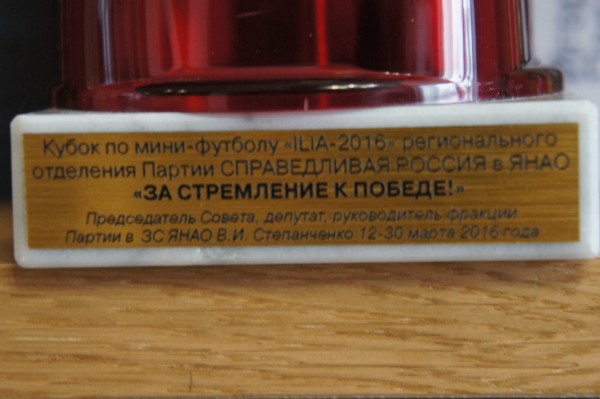 Кубок по мини-футболу «ILIA-2016» регионального
отделения Партии СПРАВЕДЛИВАЯ РОССИЯ в ЯНАО
«ЗА СТРЕМЛЕНИЕ К ПОБЕДЕ!»
Председатель Совета, депутат, руководитель фракции
Партии в ЗС ЯНАО В.И. Степанченко 12-30 марта 2016 года